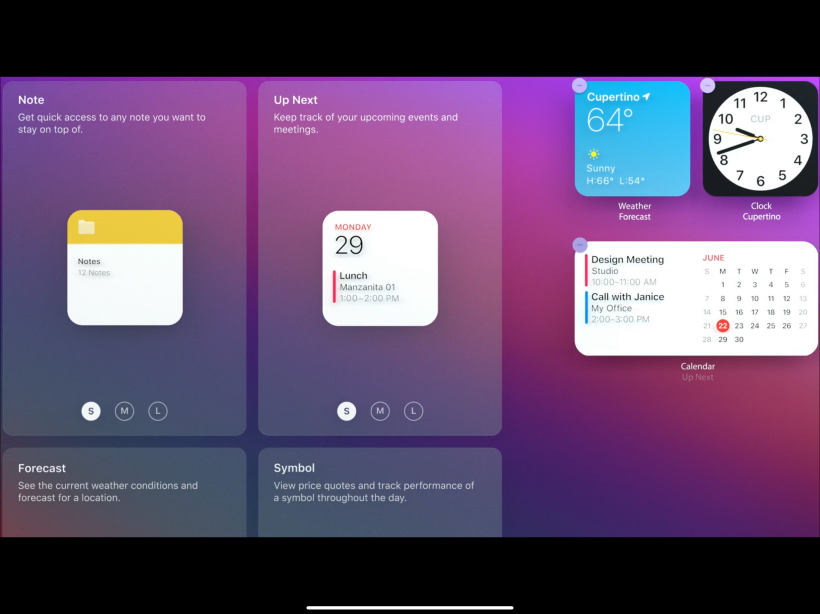 Note
Get quick access to any note you want to
stay on top of.
Notes
12 Notes
S M L
Up Next
Keep track of your upcoming events and
meetings.
MONDAY
29
Lunch
Manzanita 01
1:00–2:00 PM
S M L
Forecast
See the current weather conditions and
forecast for a location.
Symbol
View price quotes and track performance of
a symbol throughout the day.
Cupertino
64°
Sunny
H:66° L:54°
Weather
Forecast
CUP
12
1
2
3
4
5
6
7
8
9
10
11
Clock
Cupertino
Design Meeting
Studio
10:00–11:00 AM
Call with Janice
My Office
2:00–3:00 PM
JUNE
S M T W T F S
1 2 3 4 5 6
7 8 9 10 11 12 13
14 15 16 17 18 19 20
21 22 23 24 25 26 27
28 29 30
Calendar
Up Next